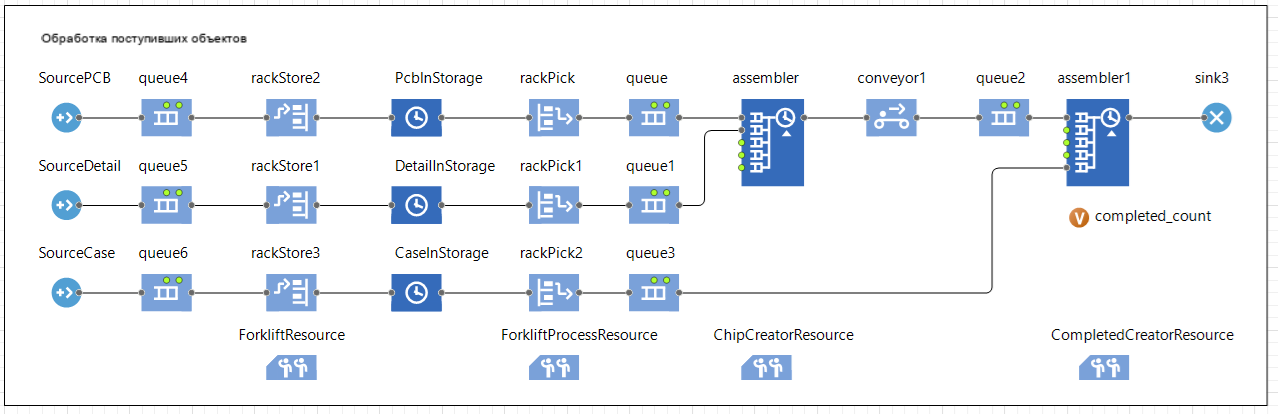 Обработка поступивших объектов
SourcePCB queue4 rackStore2 PcbInStorage rackPick queue assembler conveyor1 queue2 assembler1 sink3
SourceDetail queue5 rackStore1 DetailInStorage rackPick1 queue1
V completed_count
SourceCase queue6 rackStore3 CaseInStorage rackPick2 queue3
ForkliftResource ForkliftProcessResource ChipCreatorResource CompletedCreatorResource